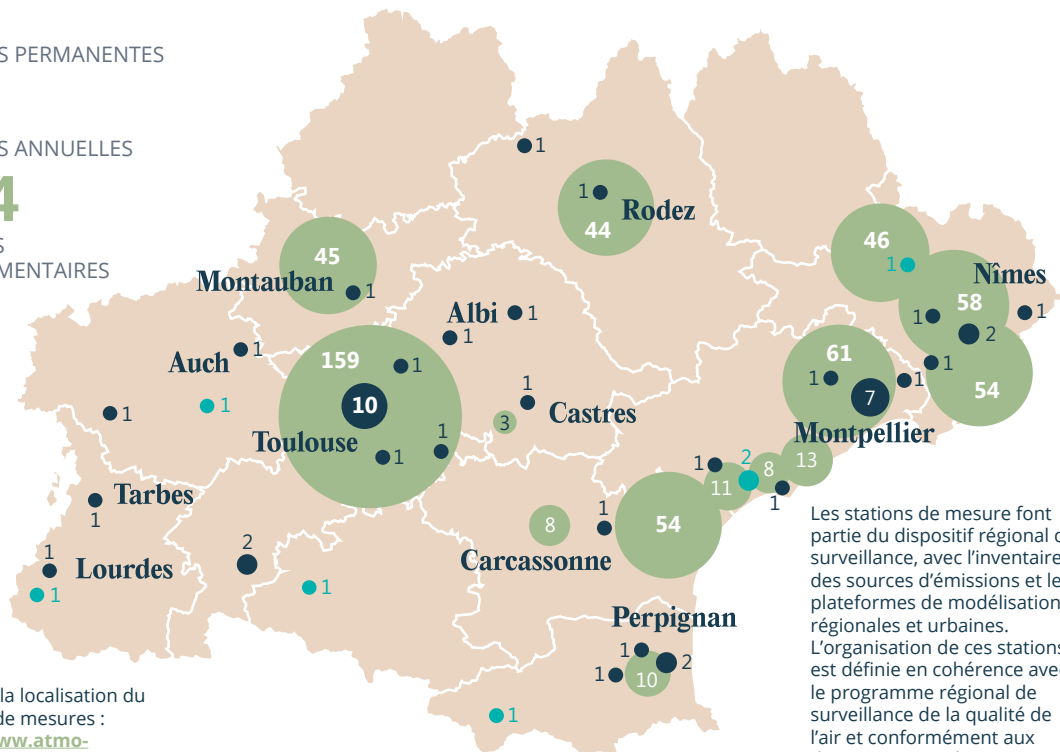 S PERMANENTES
S ANNUELLES
4
S
MENTAIRES
1
1
Rodez
44
45
Montauban
1
46
1
Nîmes
58
1
1
2
1
54
Albi
1
1
Auch
1
159
1
10
Toulouse
1
1
1
1
1
Castres
3
61
1
1
7
Montpellier
13
8
2
1
11
1
Tarbes
1
1
Lourdes
1
2
1
8
1
Carcassonne
54
Perpignan
1
2
1
10
1
Les stations de mesure font
partie du dispositif régional d
surveillance, avec l’inventaire
des sources d’émissions et le
plateformes de modélisation
régionales et urbaines.
L’organisation de ces stations
est définie en cohérence avec
le programme régional de
surveillance de la qualité de
l’air et conformément aux
la localisation du
de mesures :
ww.atmo-